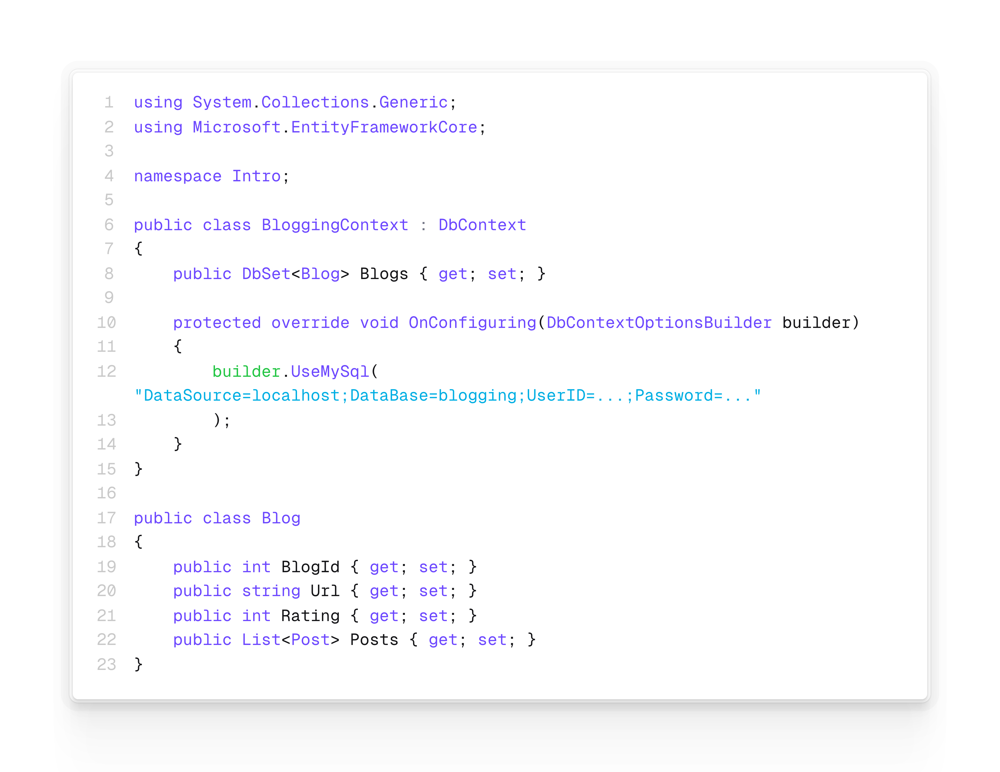 1 using System.Collections.Generic;
2 using Microsoft.EntityFrameworkCore;
3
4 namespace Intro;
5
6 public class BloggingContext : DbContext
7 {
8     public DbSet<Blog> Blogs { get; set; }
9
10     protected override void OnConfiguring(DbContextOptionsBuilder builder)
11     {
12         builder.UseMySql(
"DataSource=localhost;DataBase=blogging;UserID=...;Password=..."
13         );
14     }
15 }
16
17 public class Blog
18 {
19     public int BlogId { get; set; }
20     public string Url { get; set; }
21     public int Rating { get; set; }
22     public List<Post> Posts { get; set; }
23 }